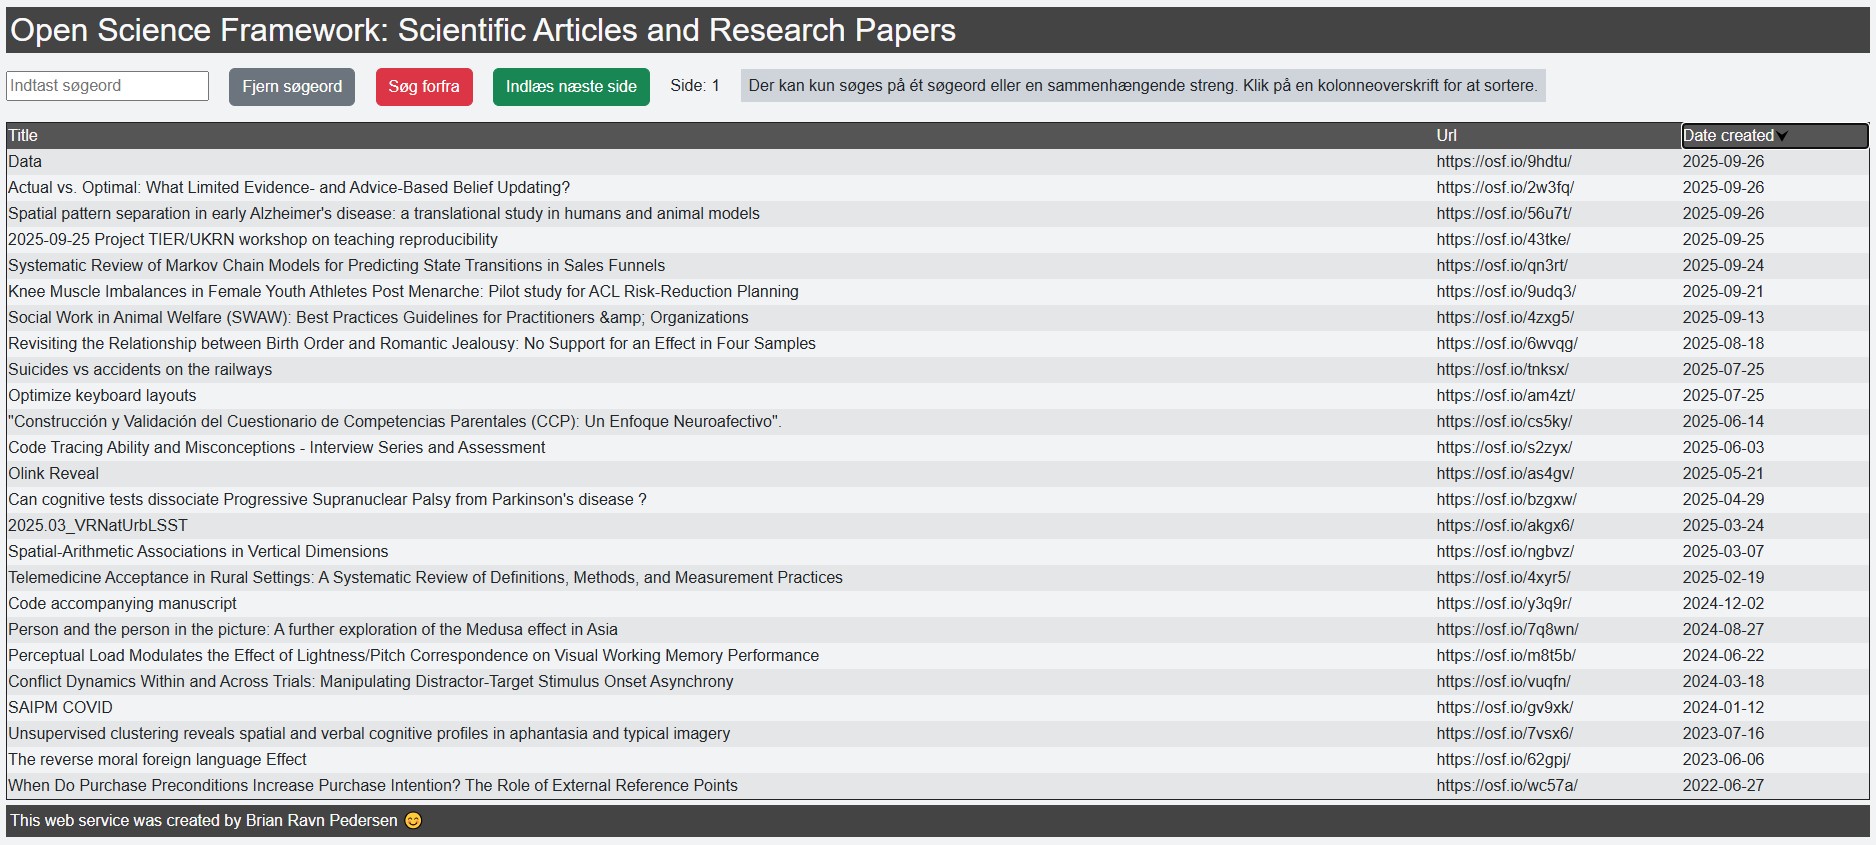 Open Science Framework: Scientific Articles and Research Papers
Indtast søgeord Fjern søgeord Søg forfra Indlæs næste side Side: 1 Der kan kun søges på ét søgeord eller en sammenhængende streng. Klik på en kolonneoverskrift for at sortere.
Title Url Date created
Data https://osf.io/9hdtu/ 2025-09-26
Actual vs. Optimal: What Limited Evidence- and Advice-Based Belief Updating? https://osf.io/2w3fq/ 2025-09-26
Spatial pattern separation in early Alzheimer's disease: a translational study in humans and animal models https://osf.io/56u7t/ 2025-09-26
2025-09-25 Project TIER/UKRN workshop on teaching reproducibility https://osf.io/43tke/ 2025-09-25
Systematic Review of Markov Chain Models for Predicting State Transitions in Sales Funnels https://osf.io/qn3rt/ 2025-09-24
Knee Muscle Imbalances in Female Youth Athletes Post Menarche: Pilot study for ACL Risk-Reduction Planning https://osf.io/9udq3/ 2025-09-21
Social Work in Animal Welfare (SWAW): Best Practices Guidelines for Practitioners &amp; Organizations https://osf.io/4zxg5/ 2025-09-13
Revisiting the Relationship between Birth Order and Romantic Jealousy: No Support for an Effect in Four Samples https://osf.io/6wvqg/ 2025-08-18
Suicides vs accidents on the railways https://osf.io/tnksx/ 2025-07-25
Optimize keyboard layouts https://osf.io/am4zt/ 2025-07-25
"Construcción y Validación del Cuestionario de Competencias Parentales (CCP): Un Enfoque Neuroafectivo". https://osf.io/cs5ky/ 2025-06-14
Code Tracing Ability and Misconceptions - Interview Series and Assessment https://osf.io/s2zyx/ 2025-06-03
Olink Reveal https://osf.io/as4gv/ 2025-05-21
Can cognitive tests dissociate Progressive Supranuclear Palsy from Parkinson's disease ? https://osf.io/bzgxw/ 2025-04-29
2025.03_VRNatUrbLSST https://osf.io/akgx6/ 2025-03-24
Spatial-Arithmetic Associations in Vertical Dimensions https://osf.io/ngbvz/ 2025-03-07
Telemedicine Acceptance in Rural Settings: A Systematic Review of Definitions, Methods, and Measurement Practices https://osf.io/4xyr5/ 2025-02-19
Code accompanying manuscript https://osf.io/y3q9r/ 2024-12-02
Person and the person in the picture: A further exploration of the Medusa effect in Asia https://osf.io/7q8wn/ 2024-08-27
Perceptual Load Modulates the Effect of Lightness/Pitch Correspondence on Visual Working Memory Performance https://osf.io/m8t5b/ 2024-06-22
Conflict Dynamics Within and Across Trials: Manipulating Distractor-Target Stimulus Onset Asynchrony https://osf.io/vuqfn/ 2024-03-18
SAIPM COVID https://osf.io/gv9xk/ 2024-01-12
Unsupervised clustering reveals spatial and verbal cognitive profiles in aphantasia and typical imagery https://osf.io/7vsx6/ 2023-07-16
The reverse moral foreign language Effect https://osf.io/62gpj/ 2023-06-06
When Do Purchase Preconditions Increase Purchase Intention? The Role of External Reference Points https://osf.io/wc57a/ 2022-06-27
This web service was created by Brian Ravn Pedersen 😊